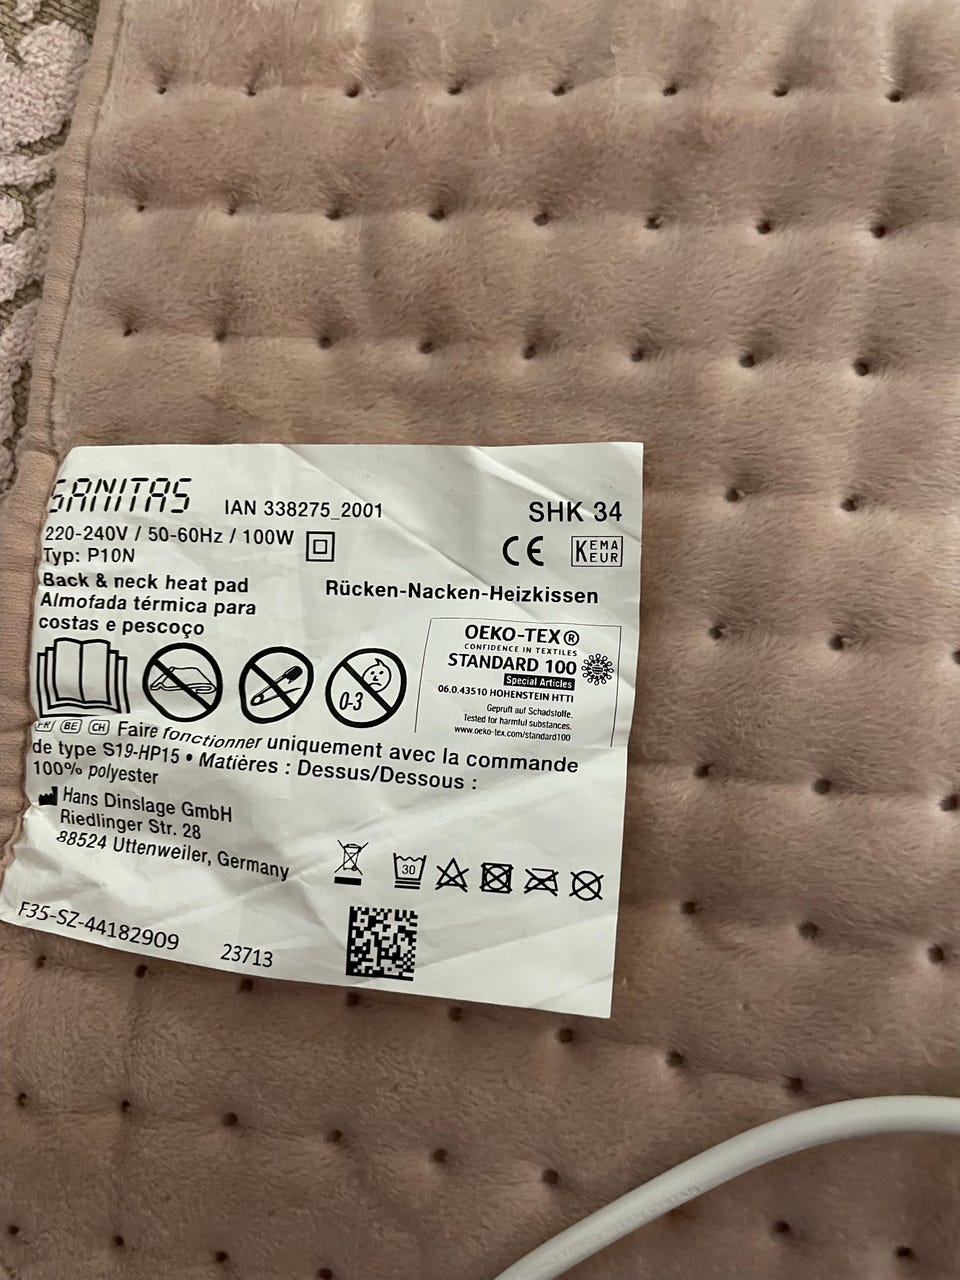 SANITAS IAN 338275_2001 SHK 34
220-240V / 50-60Hz / 100W
Typ: P10N
CE KEMA KEUR
Back & neck heat pad
Rücken-Nacken-Heizkissen
Almofada térmica para
costas e pescoço
OEKO-TEX®
CONFIDENCE IN TEXTILES
STANDARD 100
Special Articles
06.0.43510 HOHENSTEIN HTTI
Geprüft auf Schadstoffe.
Tested for harmful substances.
www.oeko-tex.com/standard100
0-3
FR/ BE CH Faire fonctionner uniquement avec la commande
de type S19-HP15 • Matières : Dessus/Dessous :
100% polyester
Hans Dinslage GmbH
Riedlinger Str. 28
88524 Uttenweiler, Germany
30
F35-SZ-44182909 23713